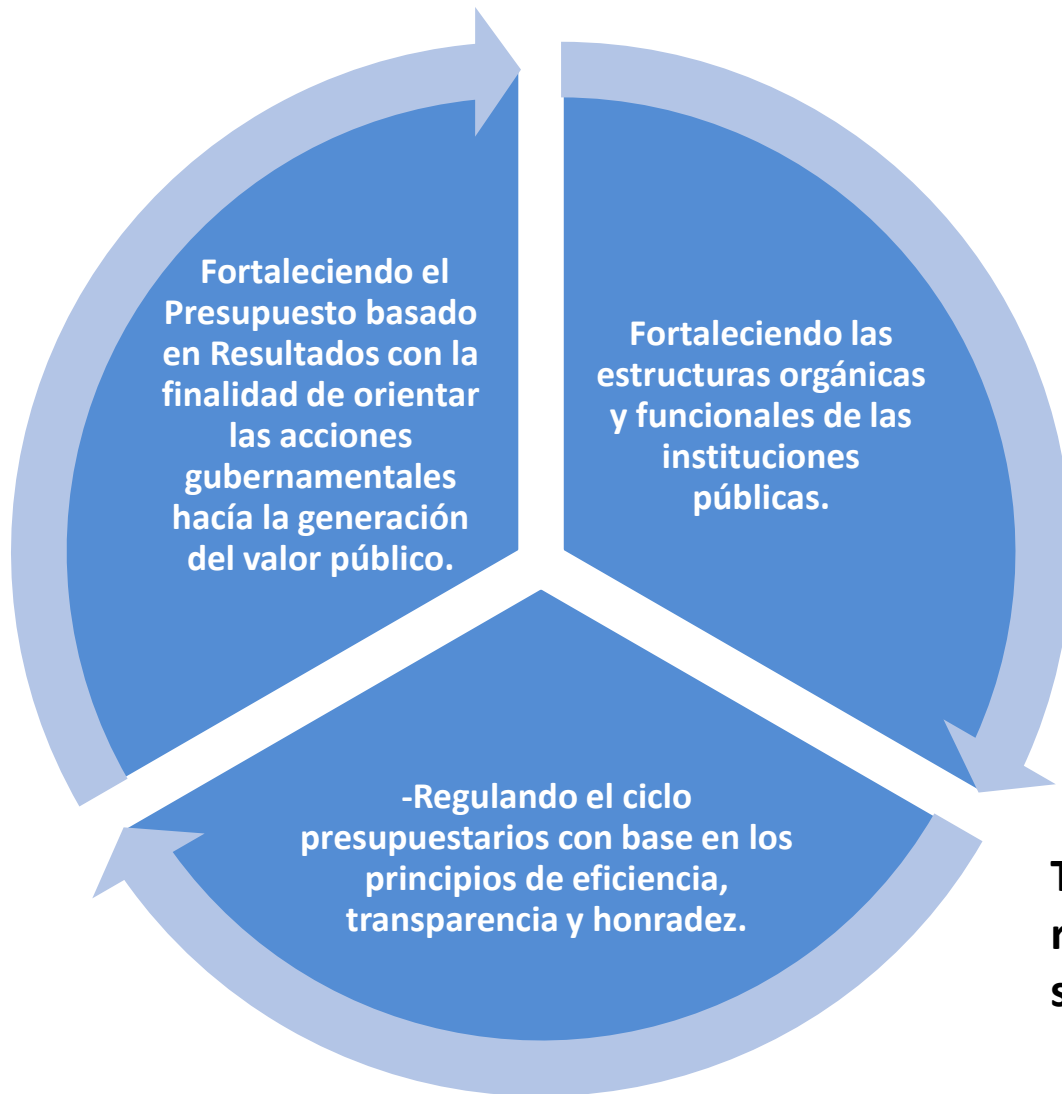 Fortaleciendo el
Presupuesto basado
en Resultados con la
finalidad de orientar
las acciones
gubernamentales
hacía la generación
del valor público.
Fortaleciendo las
estructuras orgánicas
y funcionales de las
instituciones
públicas.
-Regulando el ciclo
presupuestarios con base en los
principios de eficiencia,
transparencia y honradez.